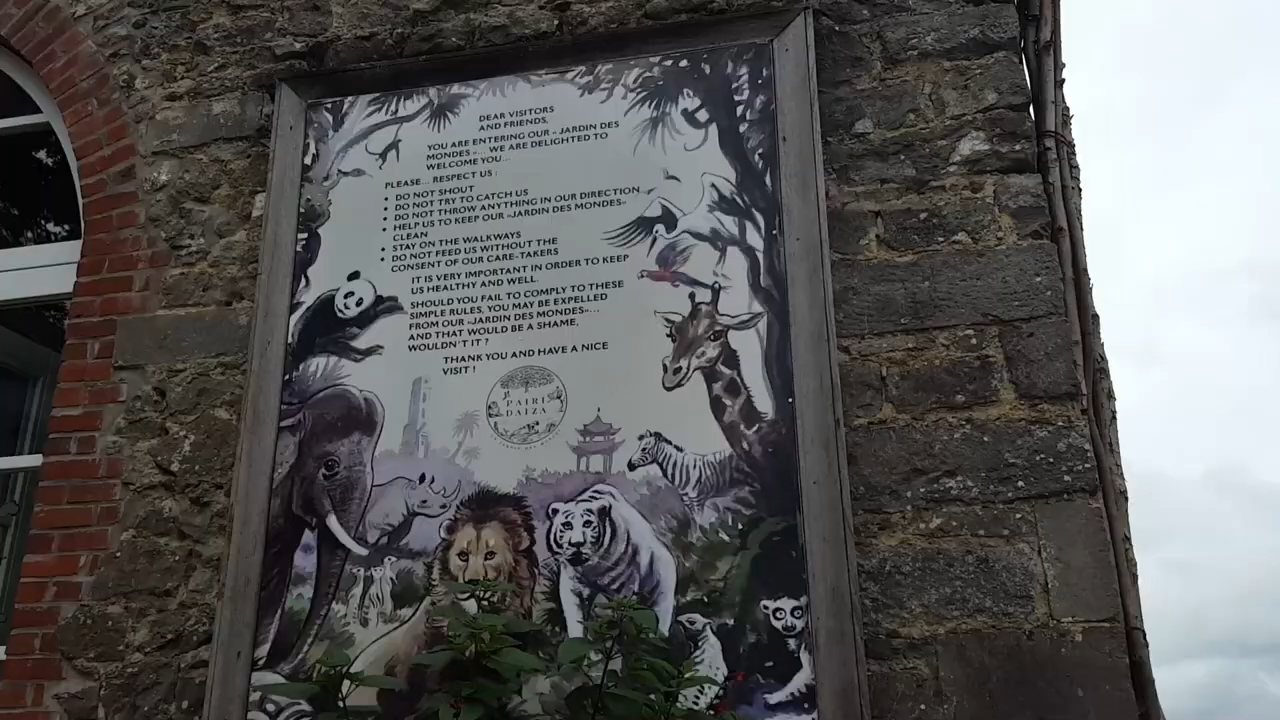 DEAR VISITORS
AND FRIENDS,
YOU ARE ENTERING OUR « JARDIN DES
MONDES »... WE ARE DELIGHTED TO
WELCOME YOU...
PLEASE... RESPECT US :
• DO NOT SHOUT
• DO NOT TRY TO CATCH US
• DO NOT THROW ANYTHING IN OUR DIRECTION
• HELP US TO KEEP OUR «JARDIN DES MONDES»
CLEAN
• STAY ON THE WALKWAYS
• DO NOT FEED US WITHOUT THE
CONSENT OF OUR CARE-TAKERS
IT IS VERY IMPORTANT IN ORDER TO KEEP
US HEALTHY AND WELL.
SHOULD YOU FAIL TO COMPLY TO THESE
SIMPLE RULES, YOU MAY BE EXPELLED
FROM OUR «JARDIN DES MONDES»...
AND THAT WOULD BE A SHAME,
WOULDN'T IT ?
THANK YOU AND HAVE A NICE
VISIT !
PAIRI
DAIZA